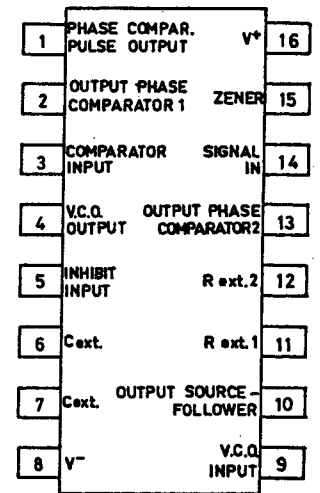 1 PHASE COMPAR.
PULSE OUTPUT
V+ 16
2 OUTPUT PHASE
COMPARATOR 1
ZENER 15
3 COMPARATOR
INPUT
SIGNAL
IN 14
4 V.C.O.
OUTPUT
OUTPUT PHASE
COMPARATOR2 13
5 INHIBIT
INPUT
R ext.2 12
6 Cext.
R ext.1 11
7 Cext.
OUTPUT SOURCE-
FOLLOWER 10
8 V-
V.C.O.
INPUT 9